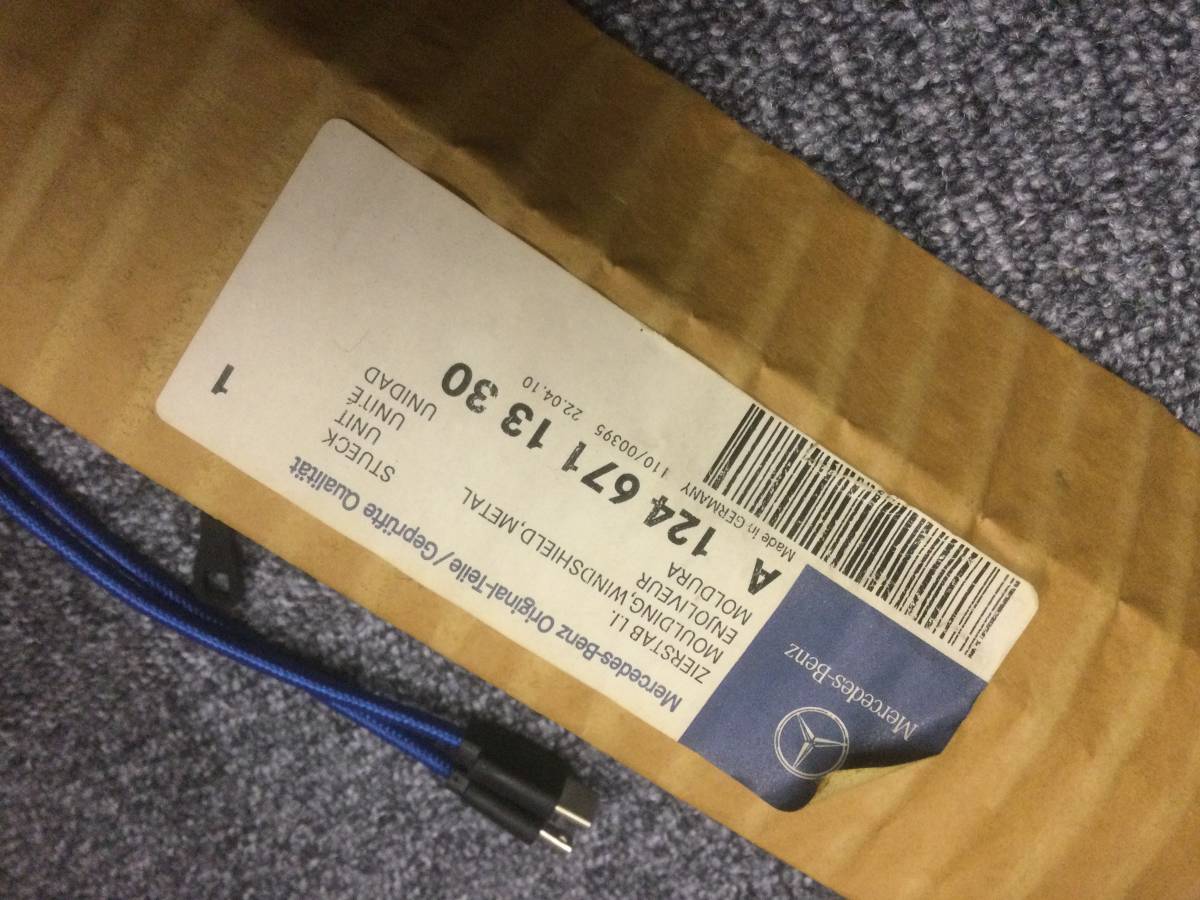 Mercedes-Benz
Mercedes-Benz Original-Teile / Geprüfte Qualität
ZIERSTAB LI.
MOULDING,WINDSHIELD,METAL
ENJOLIVEUR
MOLDURA
STUECK
UNIT
UNITÉ
UNIDAD
1
A 124 671 13 30
Made in GERMANY 110/00395 22.04.10